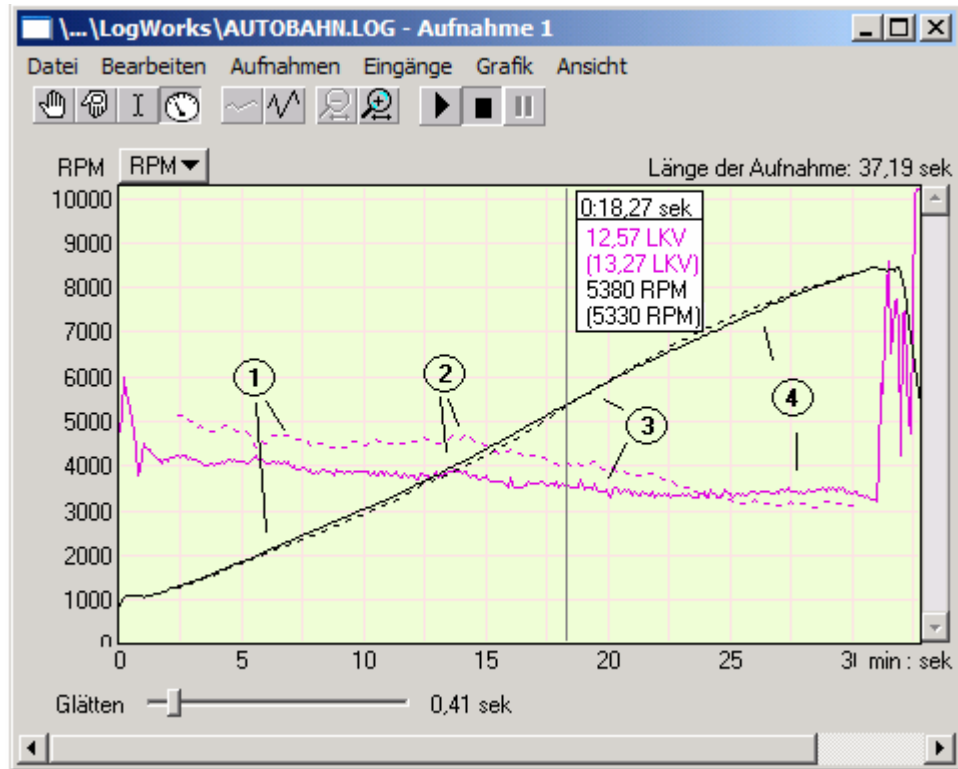 \...\LogWorks\AUTOBAHN.LOG - Aufnahme 1
Datei Bearbeiten Aufnahmen Eingänge Grafik Ansicht
RPM RPM Länge der Aufnahme: 37,19 sek
10000
9000
8000
7000
6000
5000
4000
3000
2000
1000
0
0:18,27 sek
12,57 LKV
(13,27 LKV)
5380 RPM
(5330 RPM)
1
2
3
4
0 5 10 15 20 25 3 min : sek
Glätten 0,41 sek